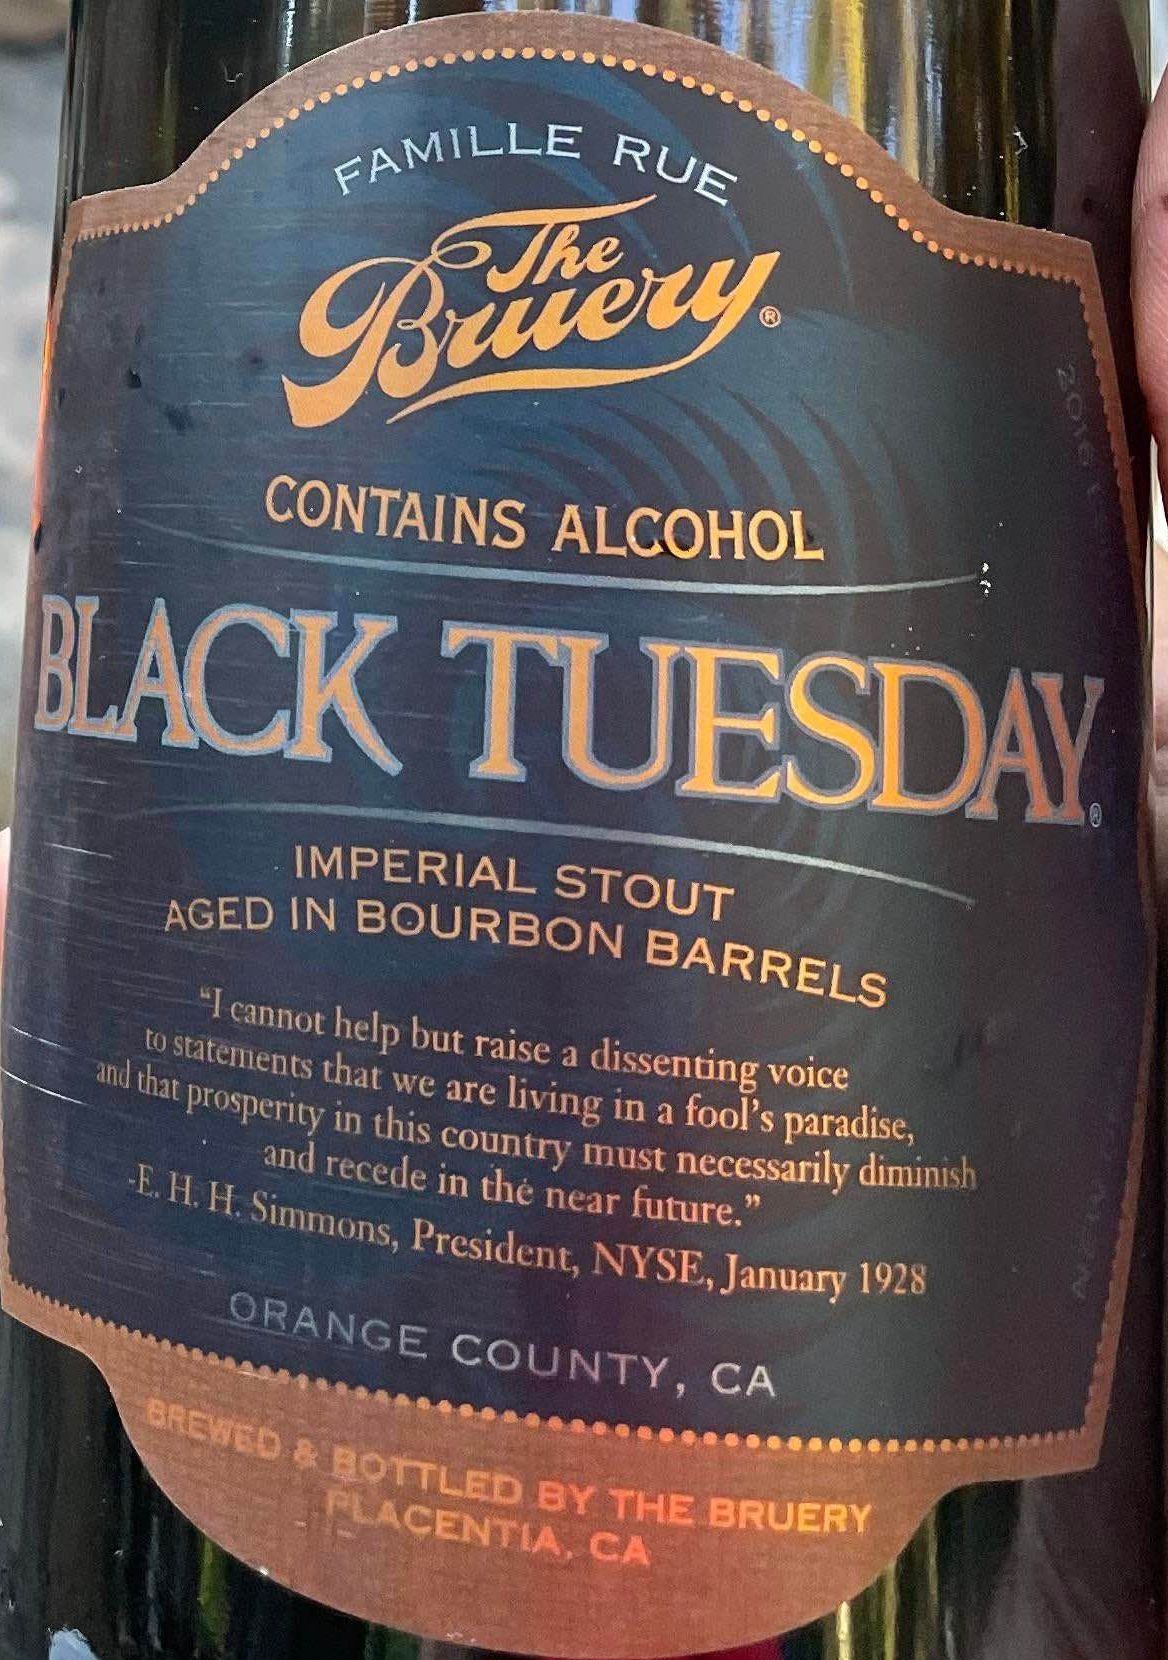 FAMILLE RUE
The
Bruery®
CONTAINS ALCOHOL
BLACK TUESDAY®
IMPERIAL STOUT
AGED IN BOURBON BARRELS
“I cannot help but raise a dissenting voice
to statements that we are living in a fool’s paradise,
and that prosperity in this country must necessarily diminish
and recede in the near future.”
-E. H. H. Simmons, President, NYSE, January 1928
ORANGE COUNTY, CA
BREWED & BOTTLED BY THE BRUERY
PLACENTIA, CA